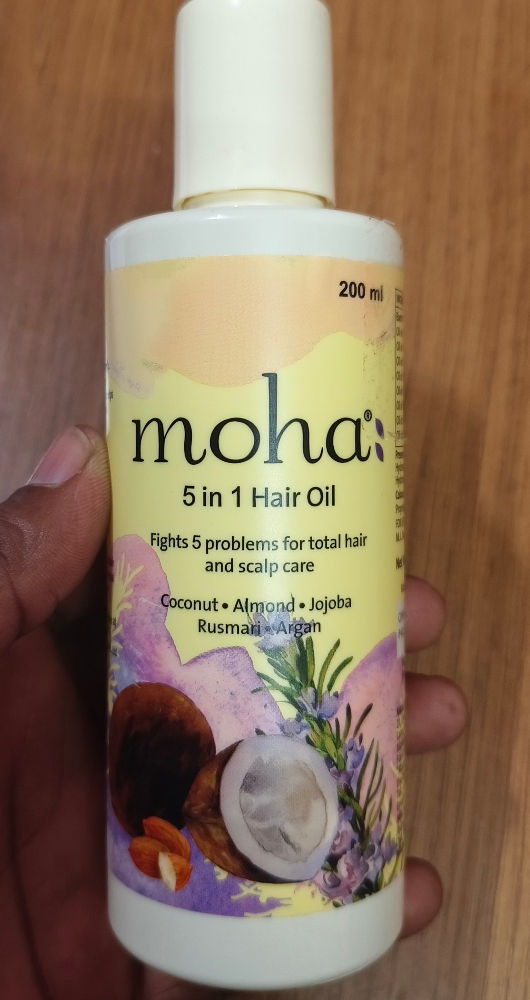 200 ml
moha:®
5 in 1 Hair Oil
Fights 5 problems for total hair
and scalp care
Coconut • Almond • Jojoba
Rusmari • Argan